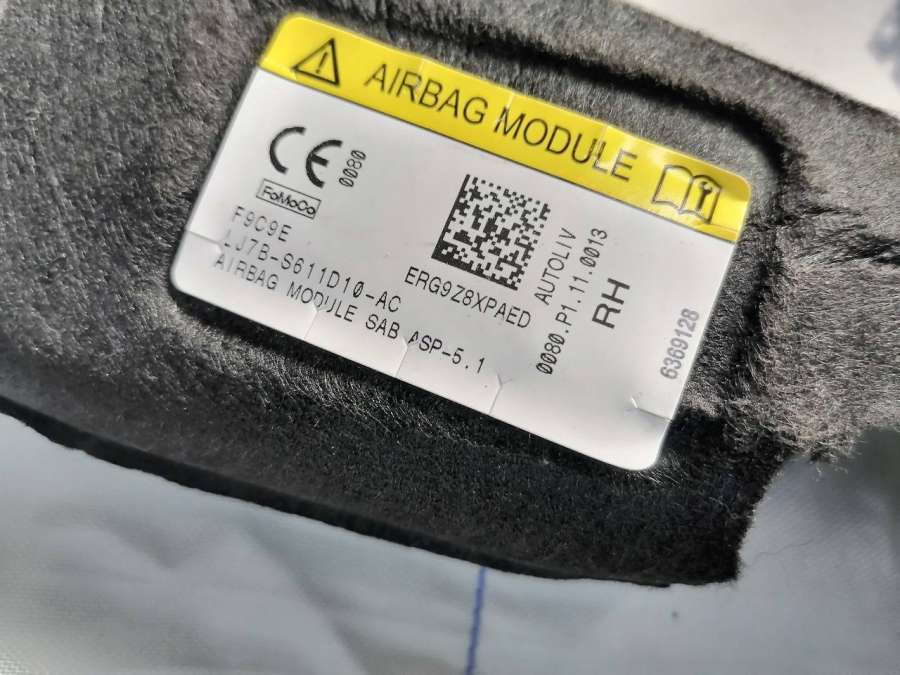 AIRBAG MODULE
CE 0080
FoMoCo
F9C9E
LJ7B-S611D10-AC
AIRBAG MODULE SAB ASP-5.1
ERG9Z8XPAED
AUTOLIV
0080.P1.11.0013
RH
6369128